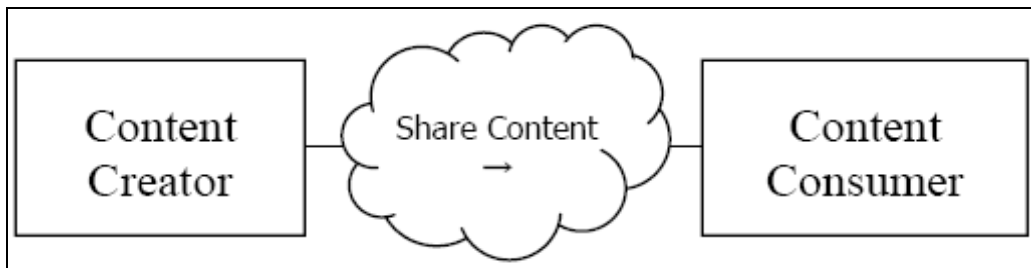 Content
Creator
Share Content
→
Content
Consumer